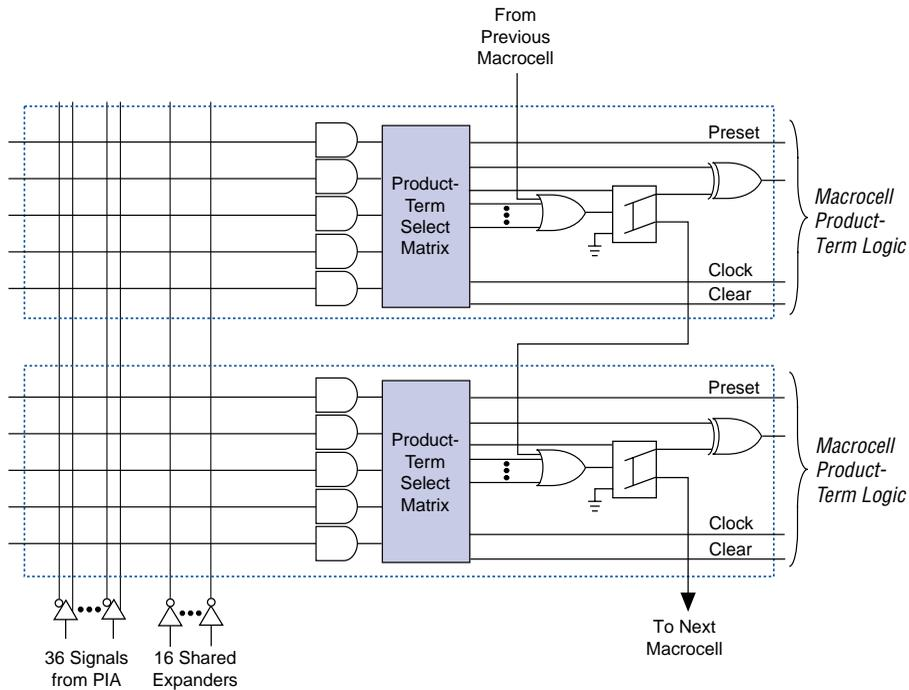 From
Previous
Macrocell
Preset
Product-
Term
Select
Matrix
Macrocell
Product-
Term Logic
Clock
Clear
Preset
Product-
Term
Select
Matrix
Macrocell
Product-
Term Logic
Clock
Clear
To Next
Macrocell
36 Signals
from PIA
16 Shared
Expanders